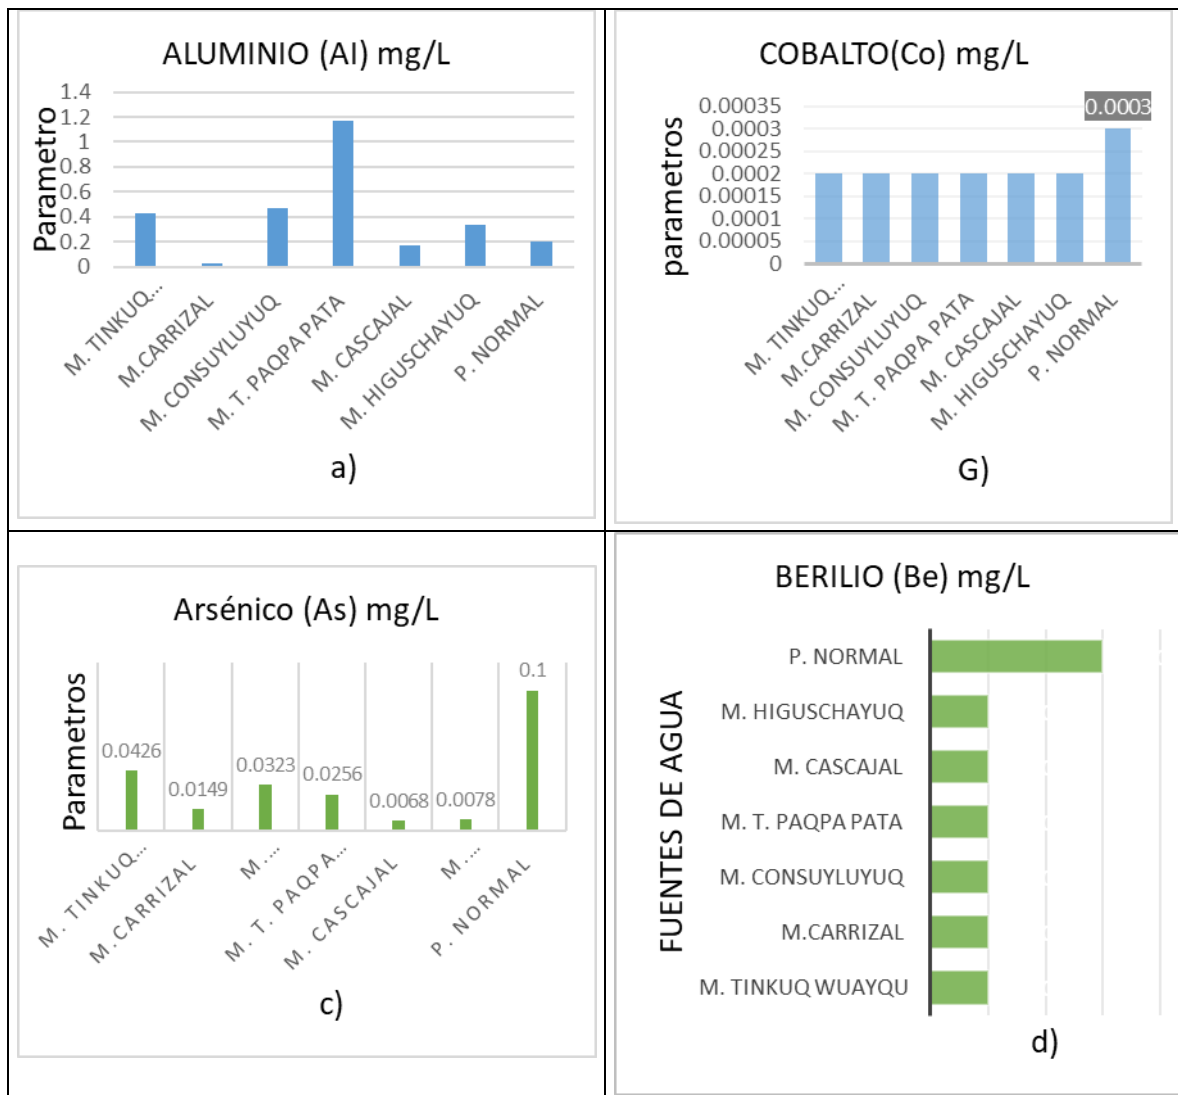 ALUMINIO (Al) mg/L
Parametro
1.4
1.2
1
0.8
0.6
0.4
0.2
0
M. TINKUQ...
M.CARRIZAL
M. CONSUYLUYUQ
M. T. PAQPA PATA
M. CASCAJAL
M. HIGUSCHAYUQ
P. NORMAL
a)
COBALTO(Co) mg/L
parametros
0.00035
0.0003
0.00025
0.0002
0.00015
0.0001
0.00005
0
0.0003
M. TINKUQ...
M.CARRIZAL
M. CONSUYLUYUQ
M. T. PAQPA PATA
M. CASCAJAL
M. HIGUSCHAYUQ
P. NORMAL
G)
Arsénico (As) mg/L
Parametros
0.0426
0.0149
0.0323
0.0256
0.0068
0.0078
0.1
M. TINKUQ...
M.CARRIZAL
M....
M. T. PAQPA...
M. CASCAJAL
M....
P. NORMAL
c)
BERILIO (Be) mg/L
FUENTES DE AGUA
P. NORMAL
M. HIGUSCHAYUQ
M. CASCAJAL
M. T. PAQPA PATA
M. CONSUYLUYUQ
M.CARRIZAL
M. TINKUQ WUAYQU
d)